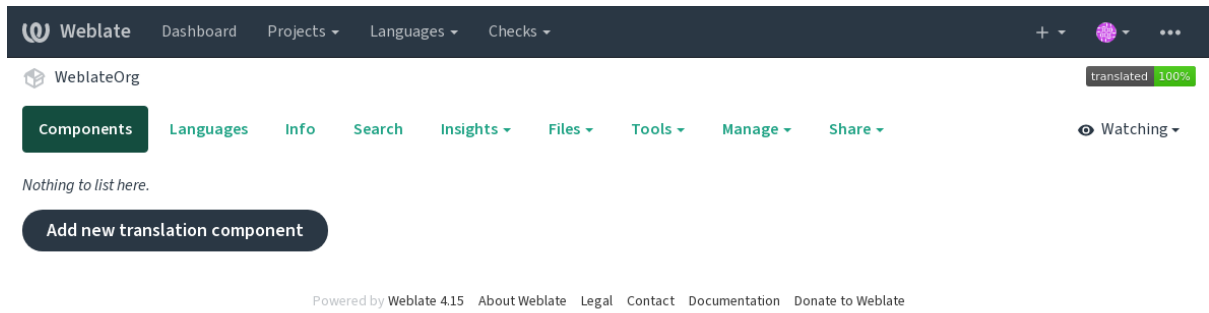 Weblate Dashboard Projects Languages Checks
WeblateOrg translated 100%
Components Languages Info Search Insights Files Tools Manage Share Watching
Nothing to list here.
Add new translation component
Powered by Weblate 4.15 About Weblate Legal Contact Documentation Donate to Weblate